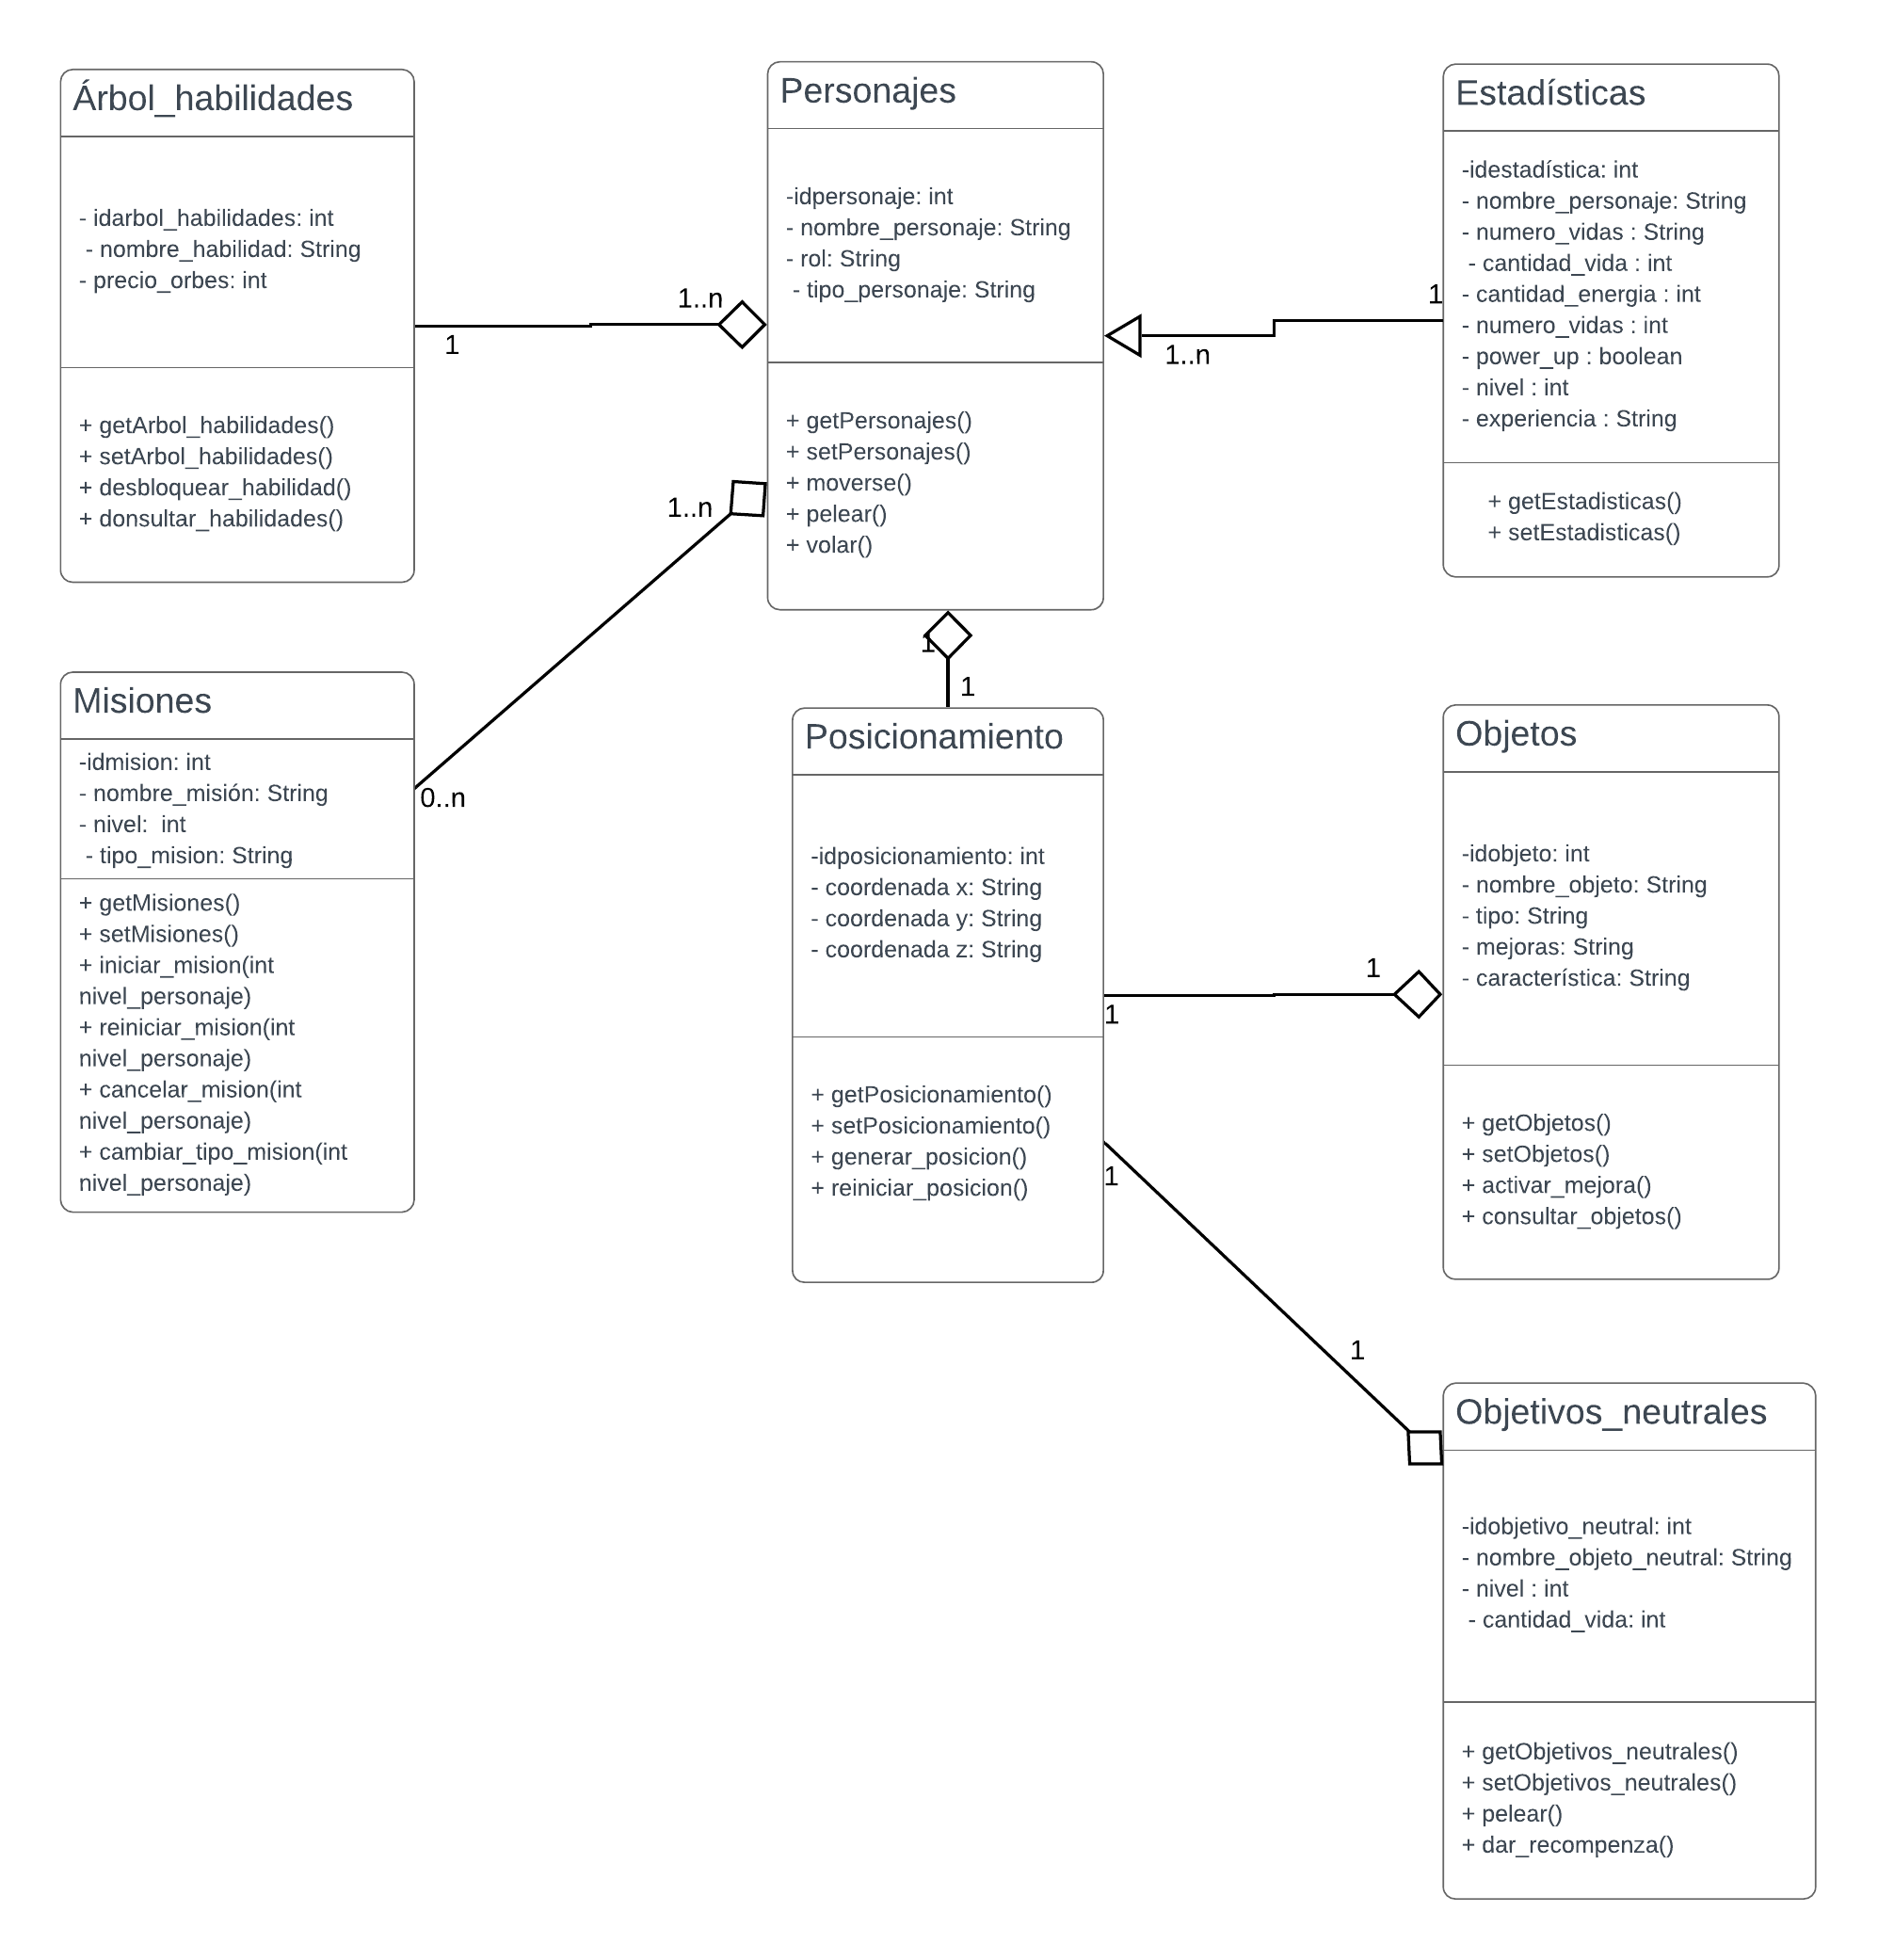 Árbol_habilidades
- idarbol_habilidades: int
- nombre_habilidad: String
- precio_orbes: int
+ getArbol_habilidades()
+ setArbol_habilidades()
+ desbloquear_habilidad()
+ donsultar_habilidades()
1
1..n
Personajes
-idpersonaje: int
- nombre_personaje: String
- rol: String
- tipo_personaje: String
+ getPersonajes()
+ setPersonajes()
+ moverse()
+ pelear()
+ volar()
1..n
1
Estadísticas
-idestadística: int
- nombre_personaje: String
- numero_vidas : String
- cantidad_vida : int
- cantidad_energia : int
- numero_vidas : int
- power_up : boolean
- nivel : int
- experiencia : String
+ getEstadisticas()
+ setEstadisticas()
1..n
0..n
1
1
Misiones
-idmision: int
- nombre_misión: String
- nivel:  int
- tipo_mision: String
+ getMisiones()
+ setMisiones()
+ iniciar_mision(int
nivel_personaje)
+ reiniciar_mision(int
nivel_personaje)
+ cancelar_mision(int
nivel_personaje)
+ cambiar_tipo_mision(int
nivel_personaje)
Posicionamiento
-idposicionamiento: int
- coordenada x: String
- coordenada y: String
- coordenada z: String
+ getPosicionamiento()
+ setPosicionamiento()
+ generar_posicion()
+ reiniciar_posicion()
1
1
Objetos
-idobjeto: int
- nombre_objeto: String
- tipo: String
- mejoras: String
- característica: String
+ getObjetos()
+ setObjetos()
+ activar_mejora()
+ consultar_objetos()
1
1
Objetivos_neutrales
-idobjetivo_neutral: int
- nombre_objeto_neutral: String
- nivel : int
- cantidad_vida: int
+ getObjetivos_neutrales()
+ setObjetivos_neutrales()
+ pelear()
+ dar_recompenza()